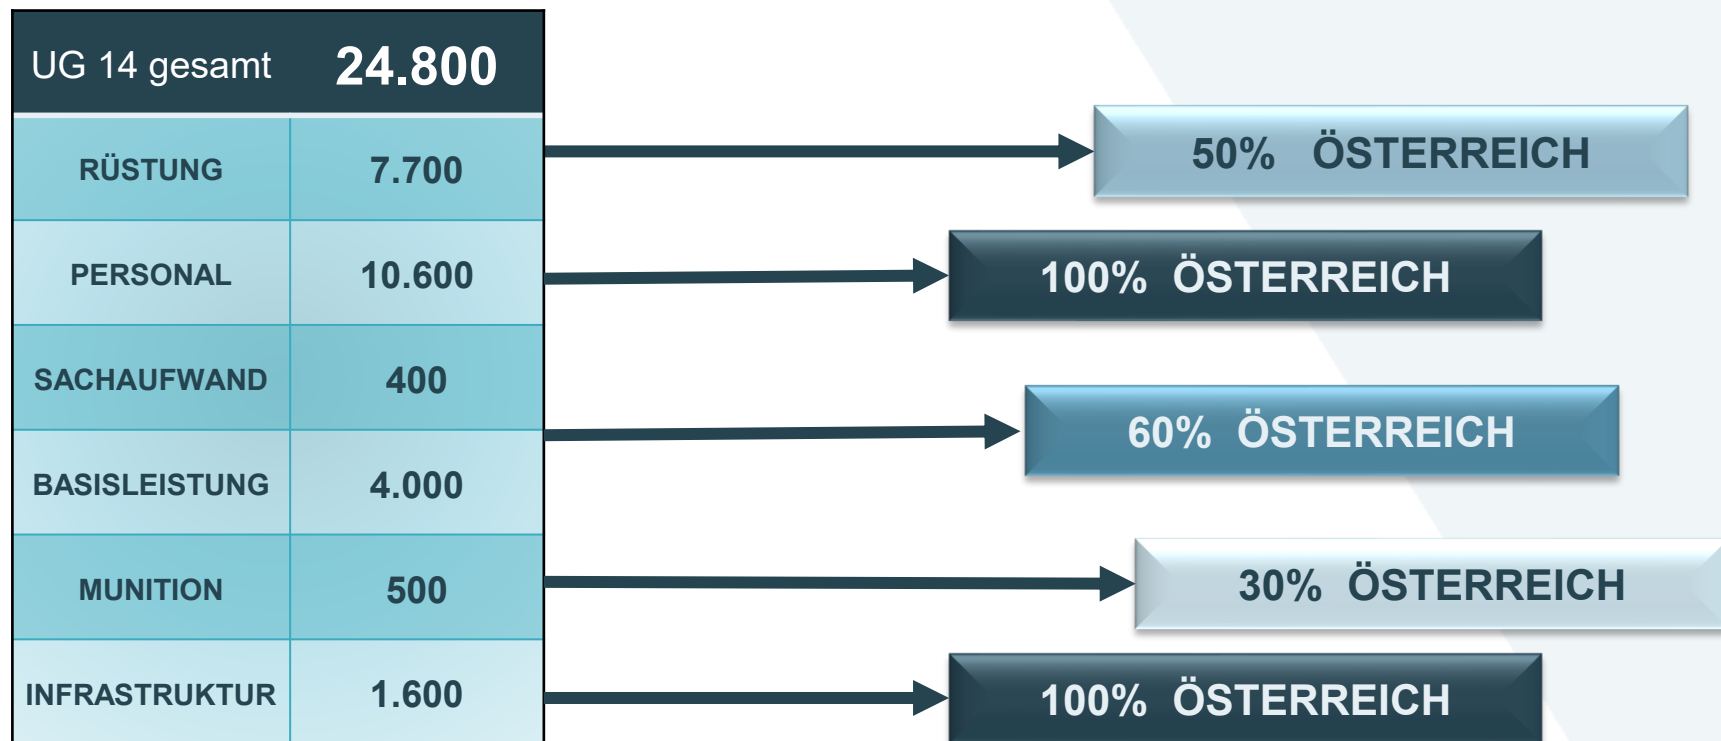 UG 14 gesamt 24.800
RÜSTUNG 7.700 50% ÖSTERREICH
PERSONAL 10.600 100% ÖSTERREICH
SACHAUFWAND 400
60% ÖSTERREICH
BASISLEISTUNG 4.000
MUNITION 500 30% ÖSTERREICH
INFRASTRUKTUR 1.600 100% ÖSTERREICH